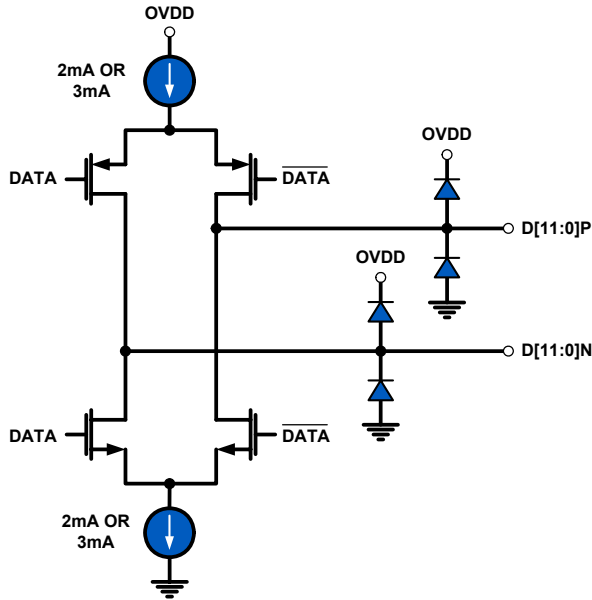 OVDD
2mA OR
3mA
OVDD
DATA
DATA
D[11:0]P
OVDD
D[11:0]N
DATA
DATA
2mA OR
3mA